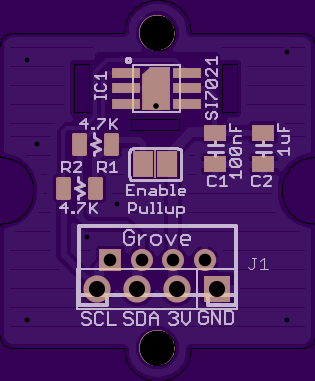 IC1
SI7021
4.7K
R2 R1
4.7K
100nF
1uF
C1 C2
Enable
Pullup
Grove
J1
SCL SDA 3V GND